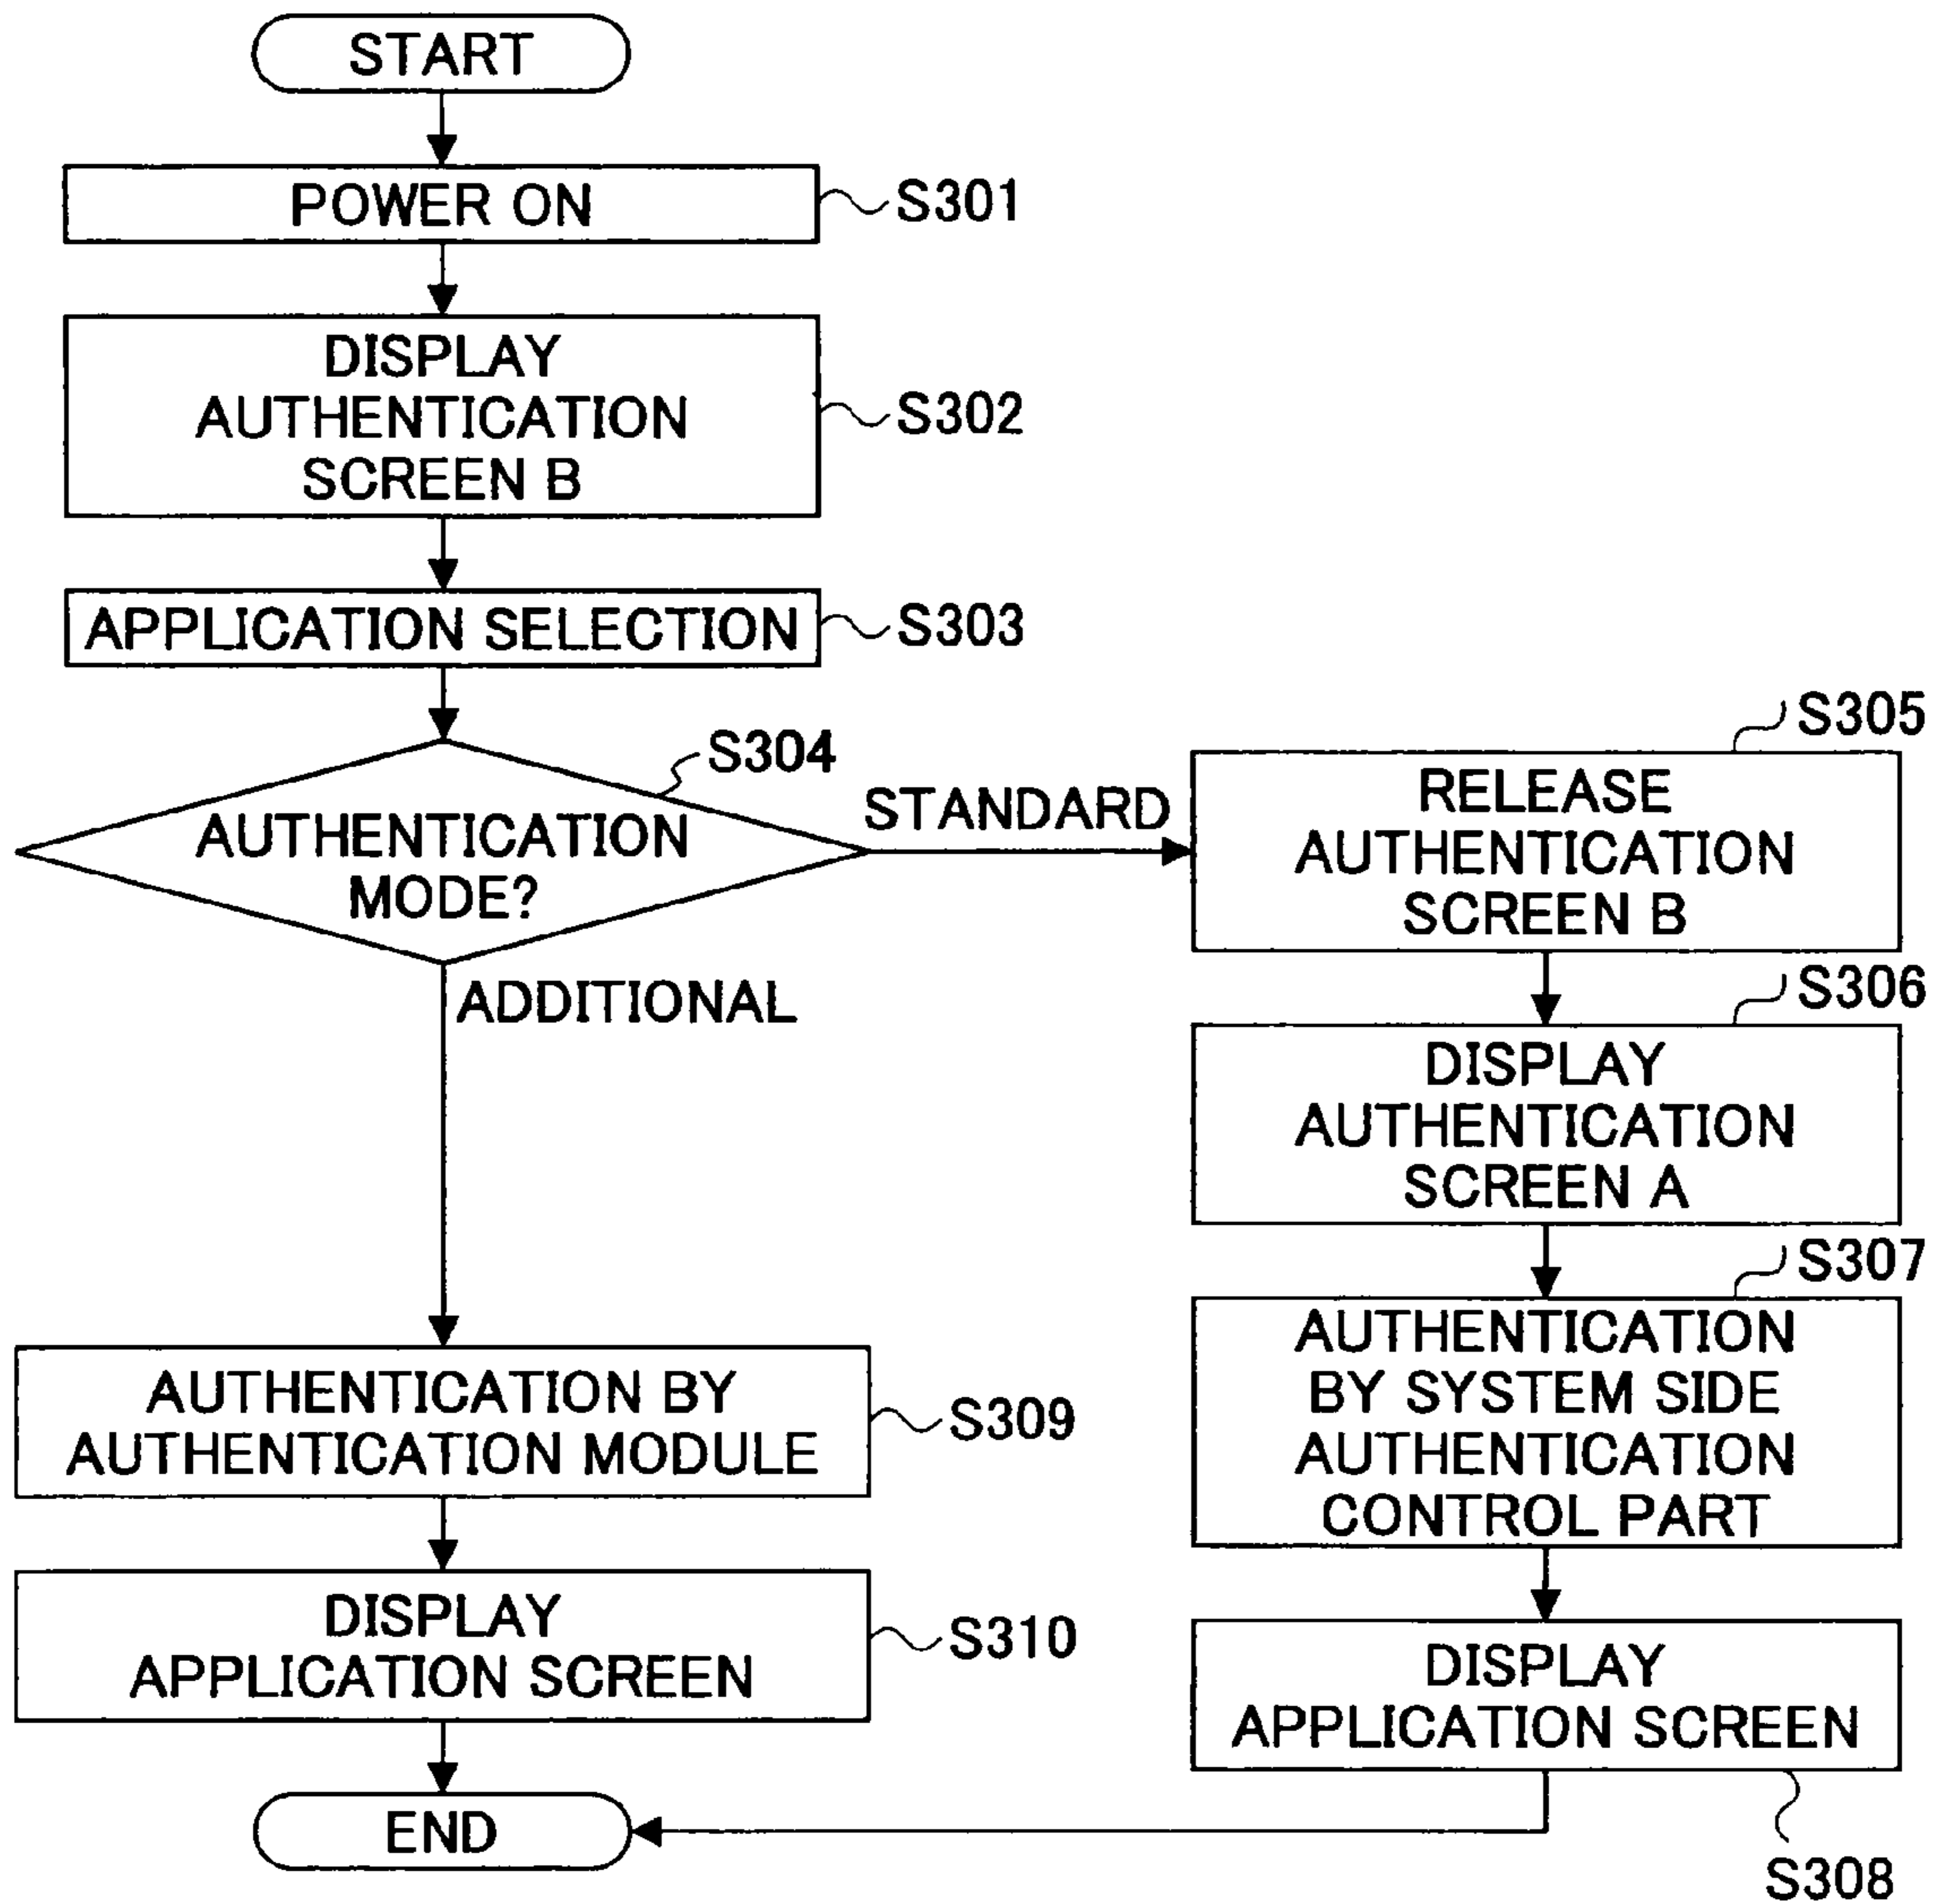 START
POWER ON
S301
DISPLAY
AUTHENTICATION
SCREEN B
S302
APPLICATION SELECTION
S303
S304
AUTHENTICATION
MODE?
STANDARD
ADDITIONAL
S305
RELEASE
AUTHENTICATION
SCREEN B
S306
DISPLAY
AUTHENTICATION
SCREEN A
S307
AUTHENTICATION
BY SYSTEM SIDE
AUTHENTICATION
CONTROL PART
DISPLAY
APPLICATION SCREEN
S308
AUTHENTICATION BY
AUTHENTICATION MODULE
S309
DISPLAY
APPLICATION SCREEN
S310
END